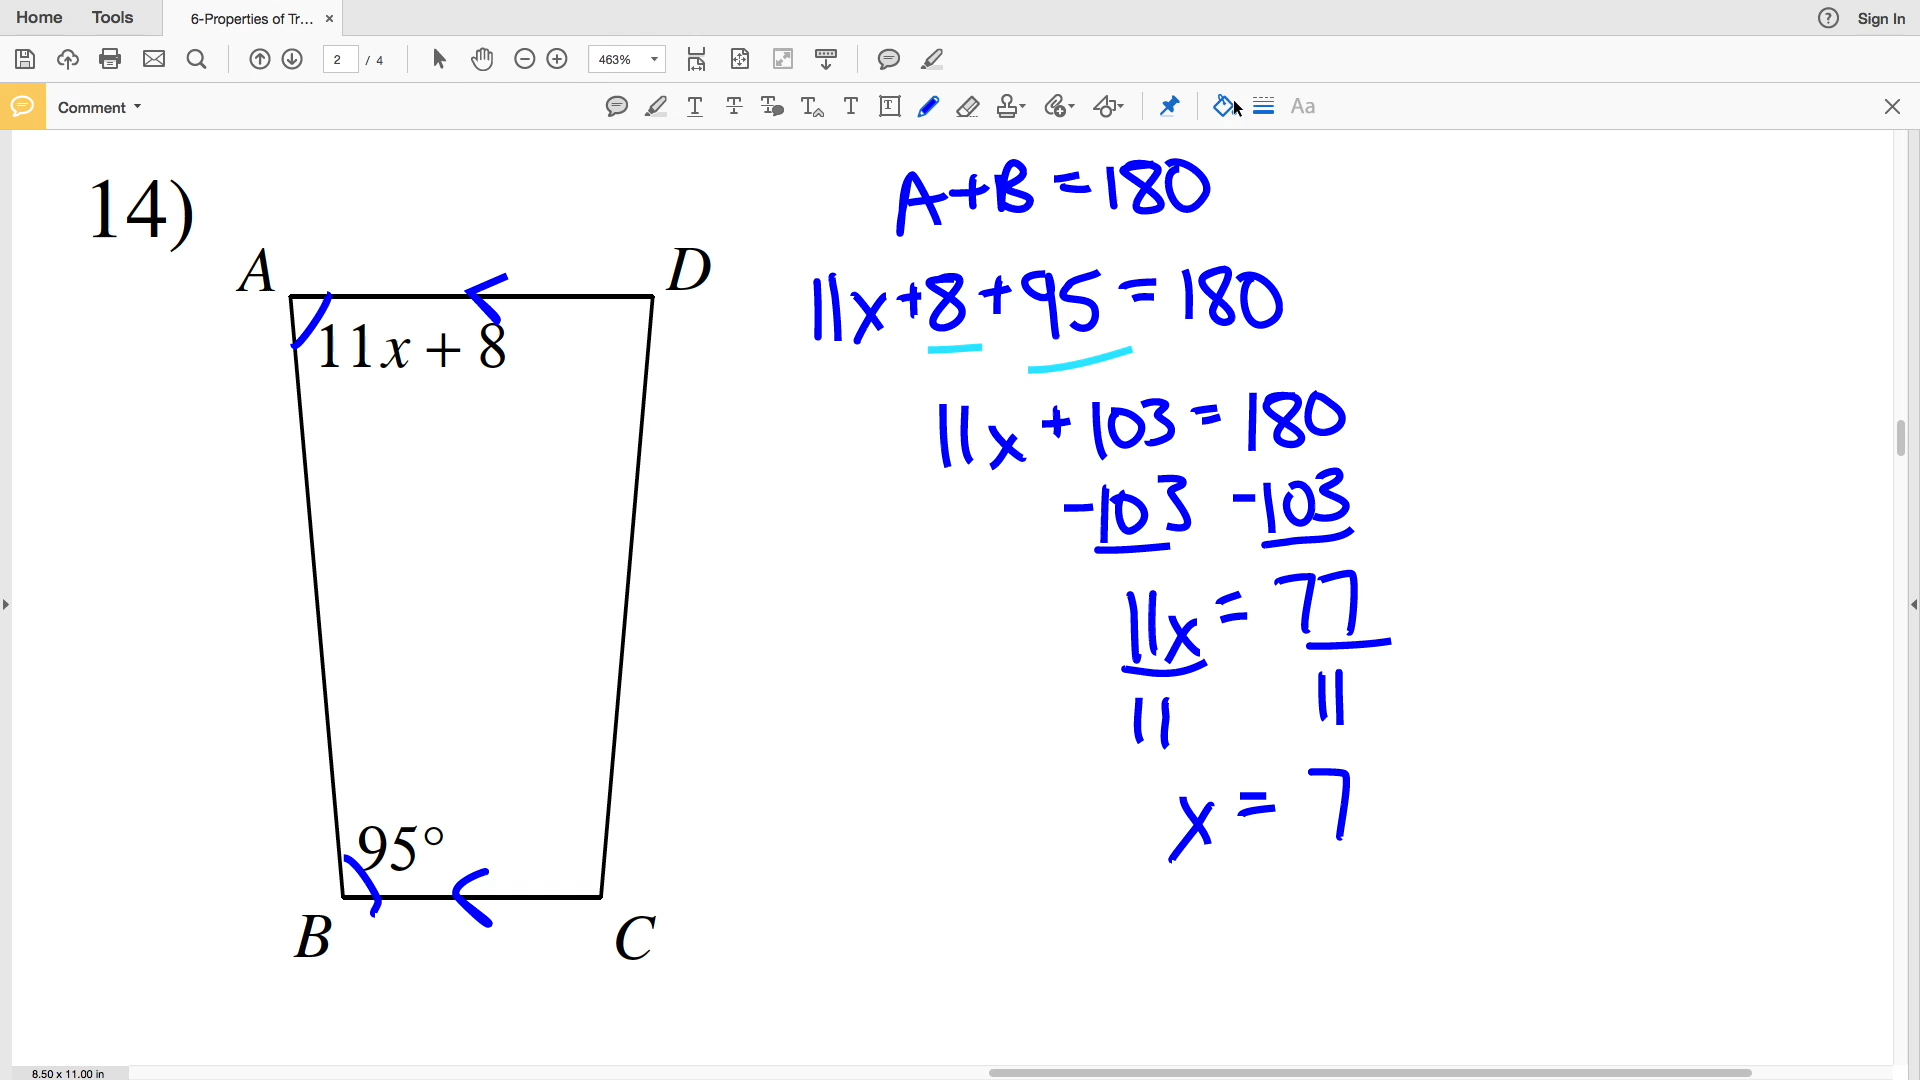 Home Tools 6-Properties of Tr... × ? Sign In
2 / 4 463%
Comment T T T T T T Aa
14)
A D
11x + 8
95°
B C
A+B=180
11x+8+95=180
11x+103=180
-103 -103
11x=77
11 11
x=7
8.50 x 11.00 in